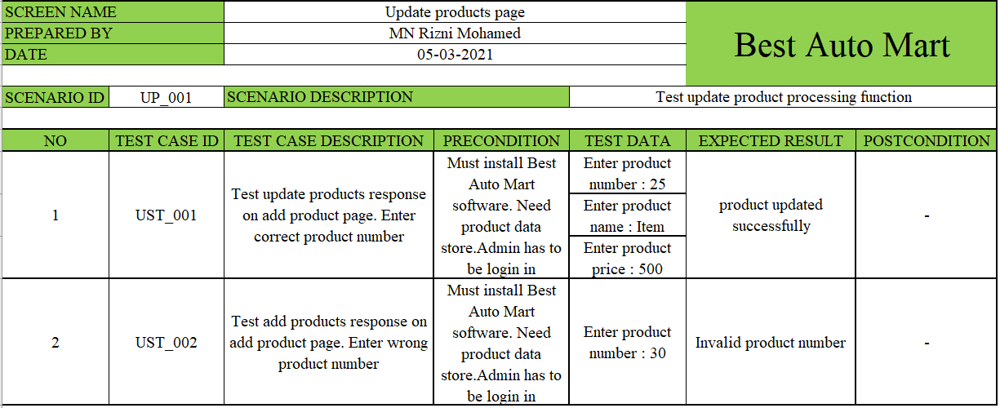 SCREEN NAME
Update products page
PREPARED BY
MN Rizni Mohamed
DATE
05-03-2021
Best Auto Mart
SCENARIO ID
UP_001
SCENARIO DESCRIPTION
Test update product processing function
NO
TEST CASE ID
TEST CASE DESCRIPTION
PRECONDITION
TEST DATA
EXPECTED RESULT
POSTCONDITION
1
UST_001
Test update products response
on add product page. Enter
correct product number
Must install Best
Auto Mart
software. Need
product data
store.Admin has to
be login in
Enter product
number : 25
Enter product
name : Item
Enter product
price : 500
product updated
successfully
-
2
UST_002
Test add products response on
add product page. Enter wrong
product number
Must install Best
Auto Mart
software. Need
product data
store.Admin has to
be login in
Enter product
number : 30
Invalid product number
-